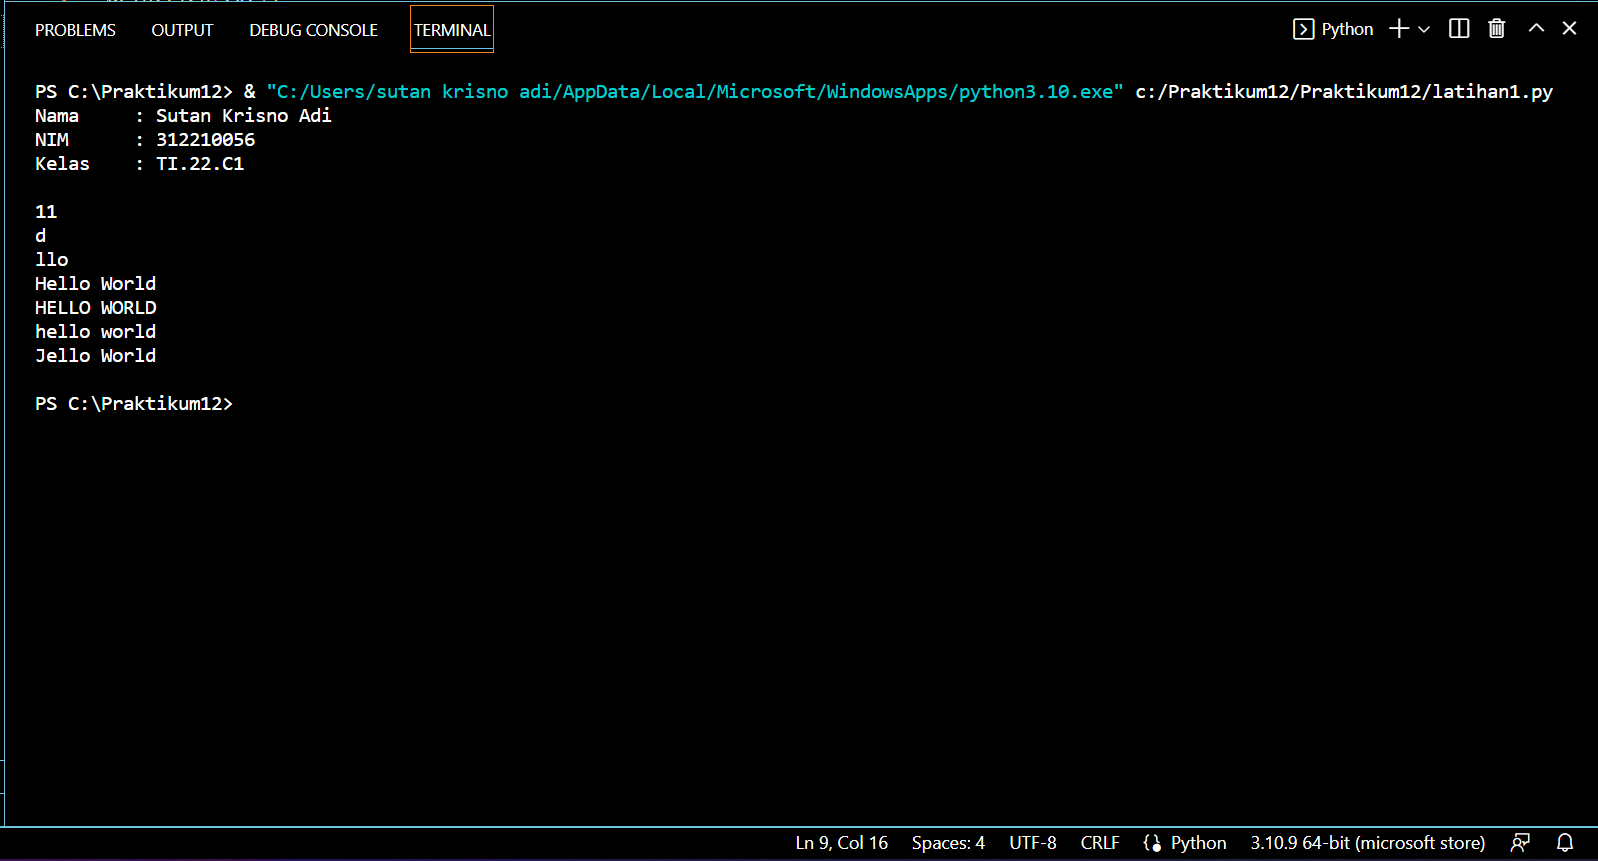 PROBLEMS OUTPUT DEBUG CONSOLE TERMINAL Python
PS C:\Praktikum12> & "C:/Users/sutan krisno adi/AppData/Local/Microsoft/WindowsApps/python3.10.exe" c:/Praktikum12/Praktikum12/latihan1.py
Nama     : Sutan Krisno Adi
NIM      : 312210056
Kelas    : TI.22.C1
11
d
llo
Hello World
HELLO WORLD
hello world
Jello World
PS C:\Praktikum12>
Ln 9, Col 16 Spaces: 4 UTF-8 CRLF Python 3.10.9 64-bit (microsoft store)